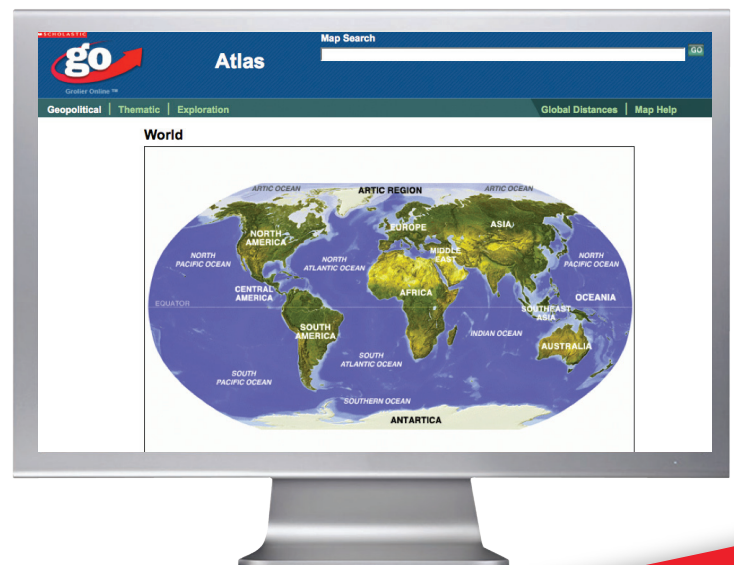 SCHOLASTIC
go
Grolier Online ™
Atlas
Map Search
GO
Geopolitical | Thematic | Exploration
Global Distances | Map Help
World
ARTIC OCEAN
ARTIC REGION
ARTIC OCEAN
NORTH
AMERICA
EUROPE
ASIA
NORTH
PACIFIC OCEAN
NORTH
ATLANTIC OCEAN
MIDDLE
EAST
NORTH
PACIFIC OCEAN
CENTRAL
AMERICA
AFRICA
OCEANIA
EQUATOR
SOUTHEAST
ASIA
SOUTH
AMERICA
INDIAN OCEAN
AUSTRALIA
SOUTH
ATLANTIC OCEAN
SOUTH
PACIFIC OCEAN
SOUTHERN OCEAN
ANTARTICA